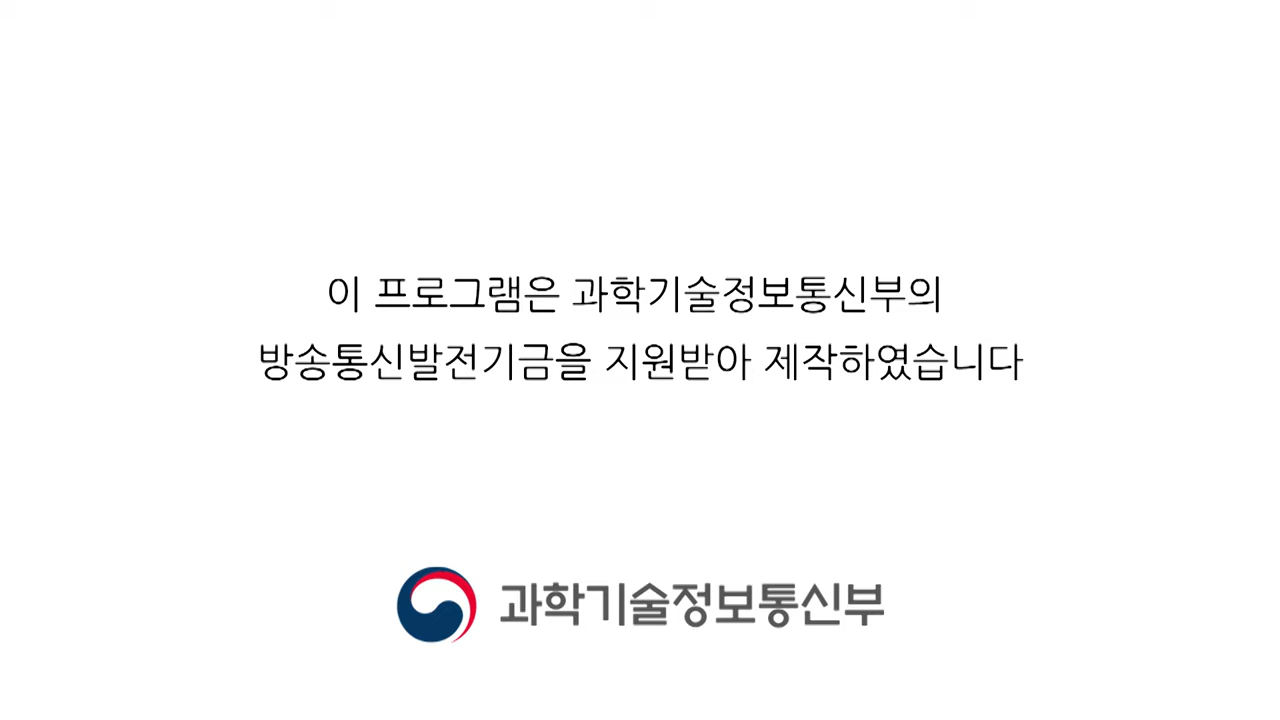 이 프로그램은 과학기술정보통신부의
방송통신발전기금을 지원받아 제작하였습니다
과학기술정보통신부